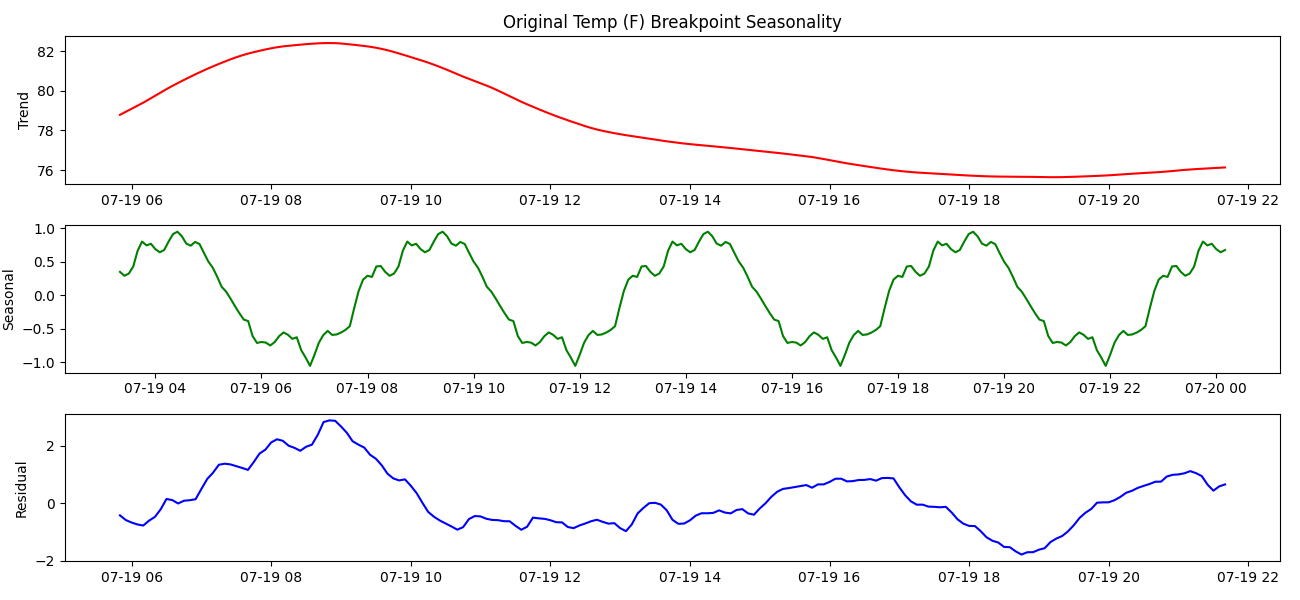 Original Temp (F) Breakpoint Seasonality
Trend
82
80
78
76
07-19 06 07-19 08 07-19 10 07-19 12 07-19 14 07-19 16 07-19 18 07-19 20 07-19 22
Seasonal
1.0
0.5
0.0
−0.5
−1.0
07-19 04 07-19 06 07-19 08 07-19 10 07-19 12 07-19 14 07-19 16 07-19 18 07-19 20 07-19 22 07-20 00
Residual
2
0
−2
07-19 06 07-19 08 07-19 10 07-19 12 07-19 14 07-19 16 07-19 18 07-19 20 07-19 22